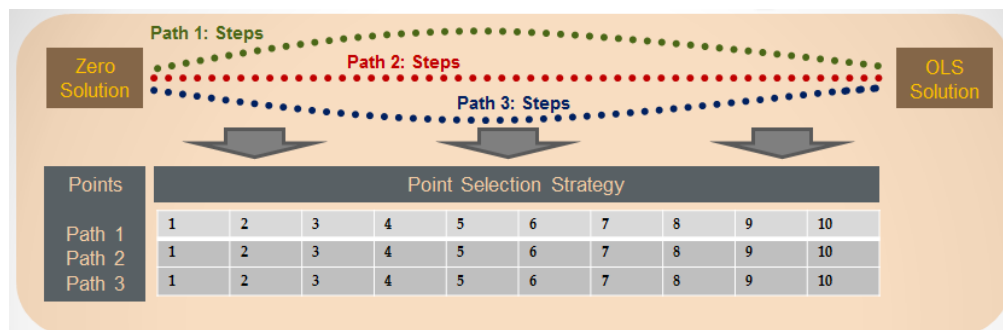 Path 1: Steps
Zero
Solution
Path 2: Steps
OLS
Solution
Path 3: Steps
Points
Point Selection Strategy
Path 1
1 2 3 4 5 6 7 8 9 10
Path 2
1 2 3 4 5 6 7 8 9 10
Path 3
1 2 3 4 5 6 7 8 9 10